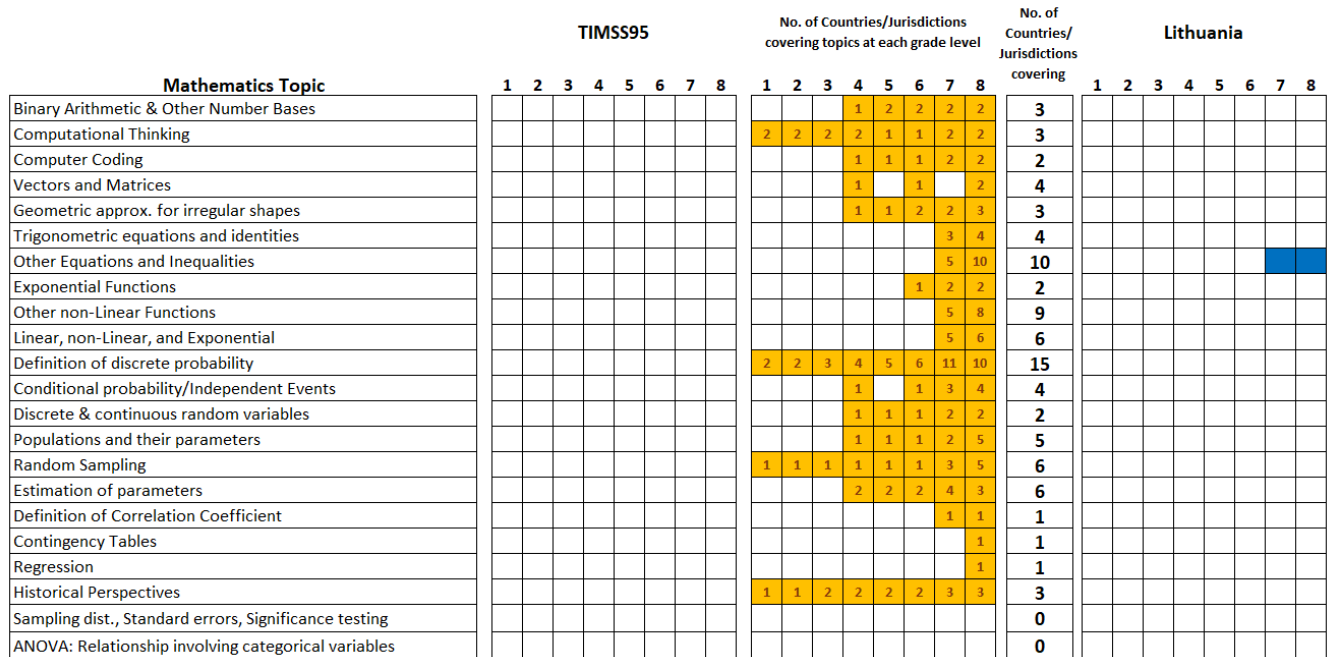 TIMSS95
No. of Countries/Jurisdictions
covering topics at each grade level
No. of
Countries/
Jurisdictions
covering
Lithuania
Mathematics Topic 1 2 3 4 5 6 7 8 1 2 3 4 5 6 7 8 1 2 3 4 5 6 7 8
Binary Arithmetic & Other Number Bases 1 2 2 2 2 3
Computational Thinking 2 2 2 2 1 1 2 2 3
Computer Coding 1 1 1 2 2 2
Vectors and Matrices 1 1 2 4
Geometric approx. for irregular shapes 1 1 2 2 3 3
Trigonometric equations and identities 3 4 4
Other Equations and Inequalities 5 10 10
Exponential Functions 1 2 2 2
Other non-Linear Functions 5 8 9
Linear, non-Linear, and Exponential 5 6 6
Definition of discrete probability 2 2 3 4 5 6 11 10 15
Conditional probability/Independent Events 1 1 3 4 4
Discrete & continuous random variables 1 1 1 2 2 2
Populations and their parameters 1 1 1 2 5 5
Random Sampling 1 1 1 1 1 1 3 5 6
Estimation of parameters 2 2 2 4 3 6
Definition of Correlation Coefficient 1 1 1
Contingency Tables 1 1
Regression 1 1
Historical Perspectives 1 1 2 2 2 2 3 3 3
Sampling dist., Standard errors, Significance testing 0
ANOVA: Relationship involving categorical variables 0